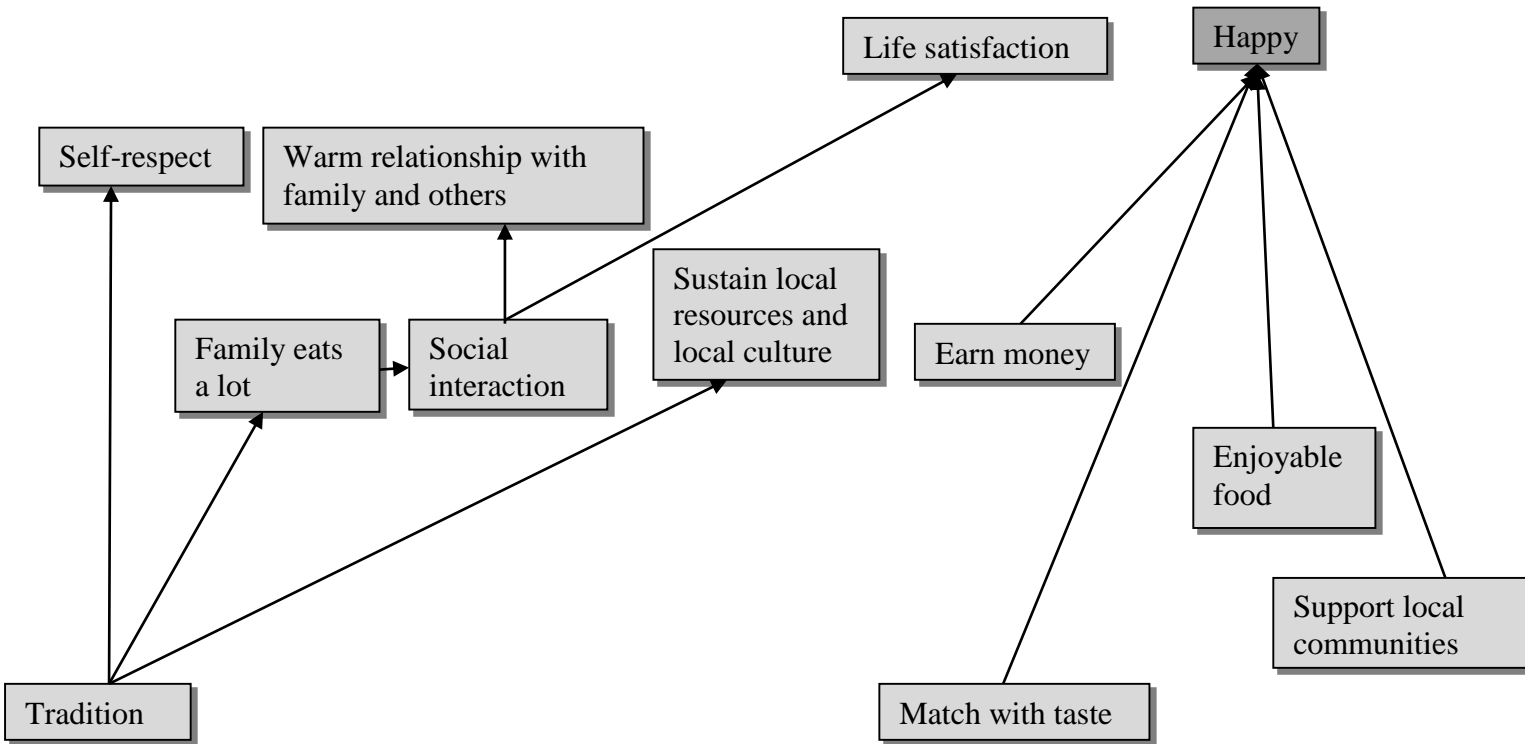 Life satisfaction
Happy
Self-respect
Warm relationship with
family and others
Sustain local
resources and
local culture
Family eats
a lot
Social
interaction
Earn money
Enjoyable
food
Support local
communities
Tradition
Match with taste